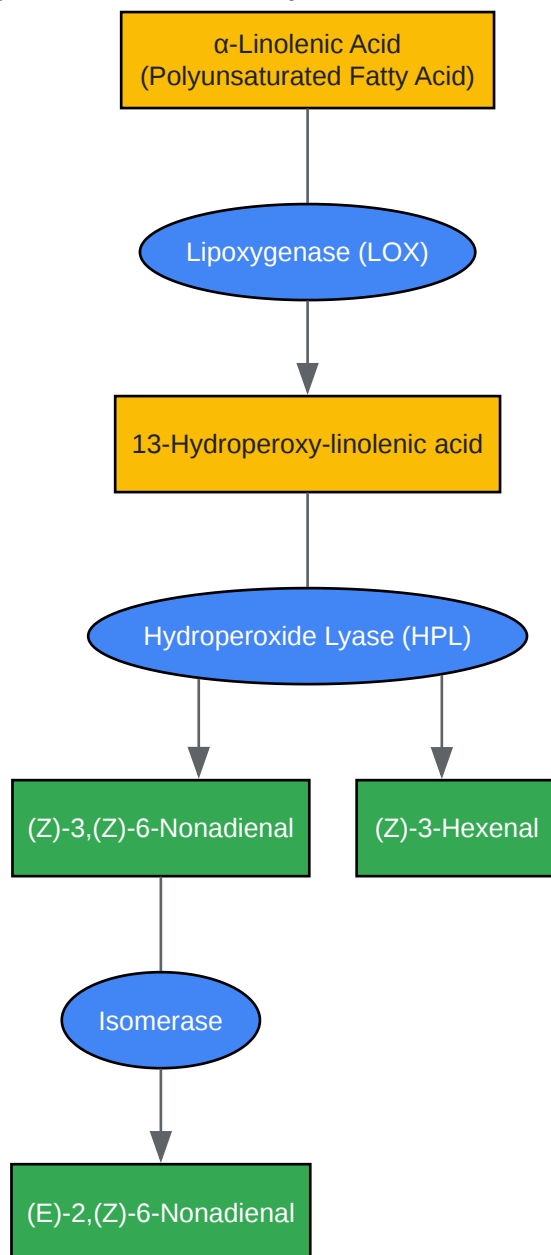 α-Linolenic Acid
(Polyunsaturated Fatty Acid)
Lipoxygenase (LOX)
13-Hydroperoxy-linolenic acid
Hydroperoxide Lyase (HPL)
(Z)-3,(Z)-6-Nonadienal
(Z)-3-Hexenal
Isomerase
(E)-2,(Z)-6-Nonadienal